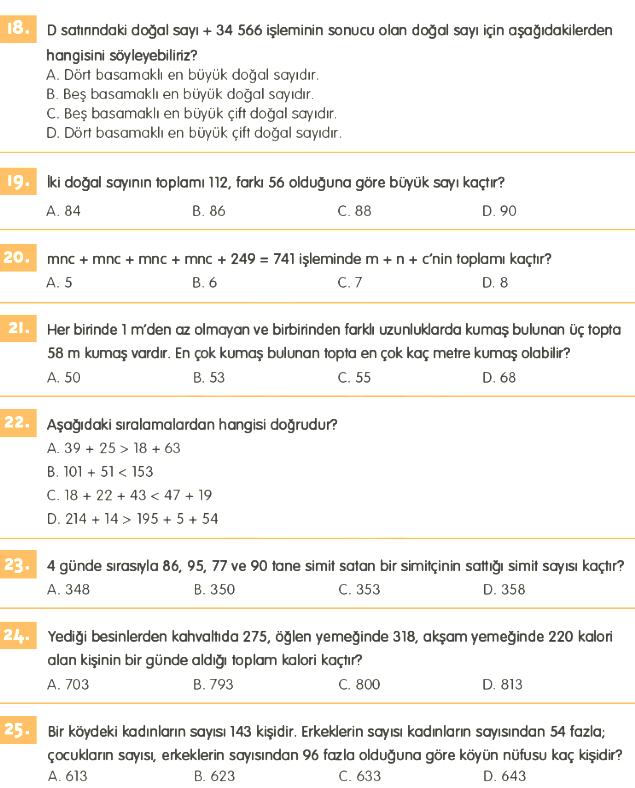 18. D satırındaki doğal sayı + 34 566 işleminin sonucu olan doğal sayı için aşağıdakilerden
hangisini söyleyebiliriz?
A. Dört basamaklı en büyük doğal sayıdır.
B. Beş basamaklı en büyük doğal sayıdır.
C. Beş basamaklı en büyük çift doğal sayıdır.
D. Dört basamaklı en büyük çift doğal sayıdır.
19. İki doğal sayının toplamı 112, farkı 56 olduğuna göre büyük sayı kaçtır?
A. 84 B. 86 C. 88 D. 90
20. mnc + mnc + mnc + mnc + 249 = 741 işleminde m + n + c'nin toplamı kaçtır?
A. 5 B. 6 C. 7 D. 8
21. Her birinde 1 m'den az olmayan ve birbirinden farklı uzunluklarda kumaş bulunan üç topta
58 m kumaş vardır. En çok kumaş bulunan topta en çok kaç metre kumaş olabilir?
A. 50 B. 53 C. 55 D. 68
22. Aşağıdaki sıralamalardan hangisi doğrudur?
A. 39 + 25 > 18 + 63
B. 101 + 51 < 153
C. 18 + 22 + 43 < 47 + 19
D. 214 + 14 > 195 + 5 + 54
23. 4 günde sırasıyla 86, 95, 77 ve 90 tane simit satan bir simitçinin sattığı simit sayısı kaçtır?
A. 348 B. 350 C. 353 D. 358
24. Yediği besinlerden kahvaltıda 275, öğlen yemeğinde 318, akşam yemeğinde 220 kalori
alan kişinin bir günde aldığı toplam kalori kaçtır?
A. 703 B. 793 C. 800 D. 813
25. Bir köydeki kadınların sayısı 143 kişidir. Erkeklerin sayısı kadınların sayısından 54 fazla;
çocukların sayısı, erkeklerin sayısından 96 fazla olduğuna göre köyün nüfusu kaç kişidir?
A. 613 B. 623 C. 633 D. 643